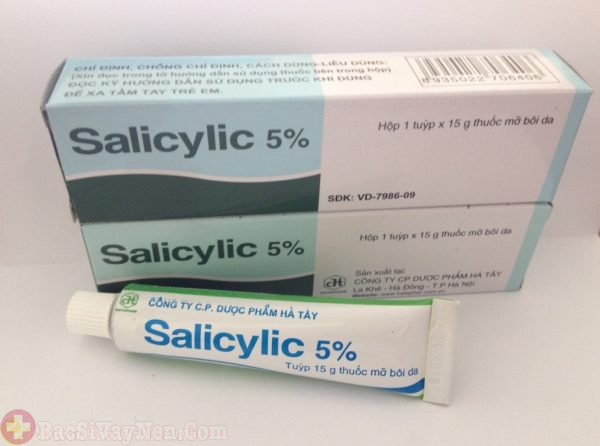 CHỈ ĐỊNH, CHỐNG CHỈ ĐỊNH, CÁCH DÙNG-LIỀU DÙNG:
(Xin đọc trong tờ hướng dẫn sử dụng thuốc bên trong hộp)
ĐỌC KỸ HƯỚNG DẪN SỬ DỤNG TRƯỚC KHI DÙNG
ĐỂ XA TẦM TAY TRẺ EM.
8 935022 706406
Salicylic 5%
Hộp 1 tuýp x 15 g thuốc mỡ bôi da
SĐK: VD-7986-09
Salicylic 5%
Hộp 1 tuýp x 15 g thuốc mỡ bôi da
Sản xuất tại:
CÔNG TY CP DƯỢC PHẨM HÀ TÂY
La Khê - Hà Đông - T.P Hà Nội
CÔNG TY C.P. DƯỢC PHẨM HÀ TÂY
Salicylic 5%
Tuýp 15 g thuốc mỡ bôi da
BacSiVayNen.Com